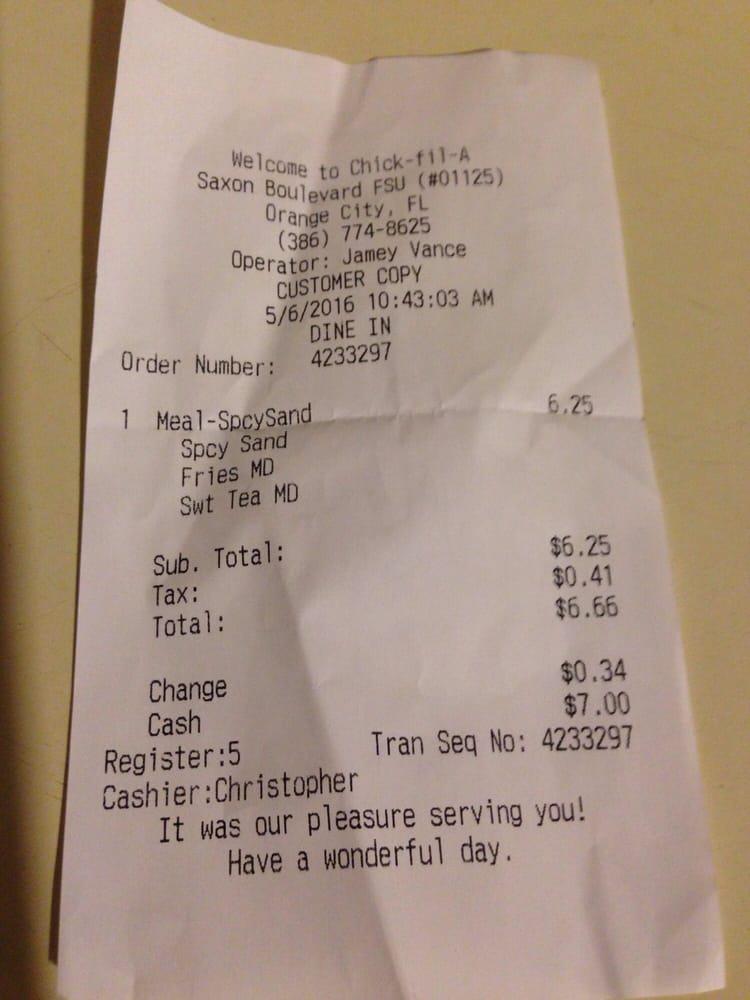 Welcome to Chick-fil-A
Saxon Boulevard FSU (#01125)
Orange City, FL
(386) 774-8625
Operator: Jamey Vance
CUSTOMER COPY
5/6/2016 10:43:03 AM
DINE IN
Order Number: 4233297
1 Meal-SpcySand 6.25
Spcy Sand
Fries MD
Swt Tea MD
Sub. Total: $6.25
Tax: $0.41
Total: $6.66
Change $0.34
Cash $7.00
Register:5 Tran Seq No: 4233297
Cashier:Christopher
It was our pleasure serving you!
Have a wonderful day.